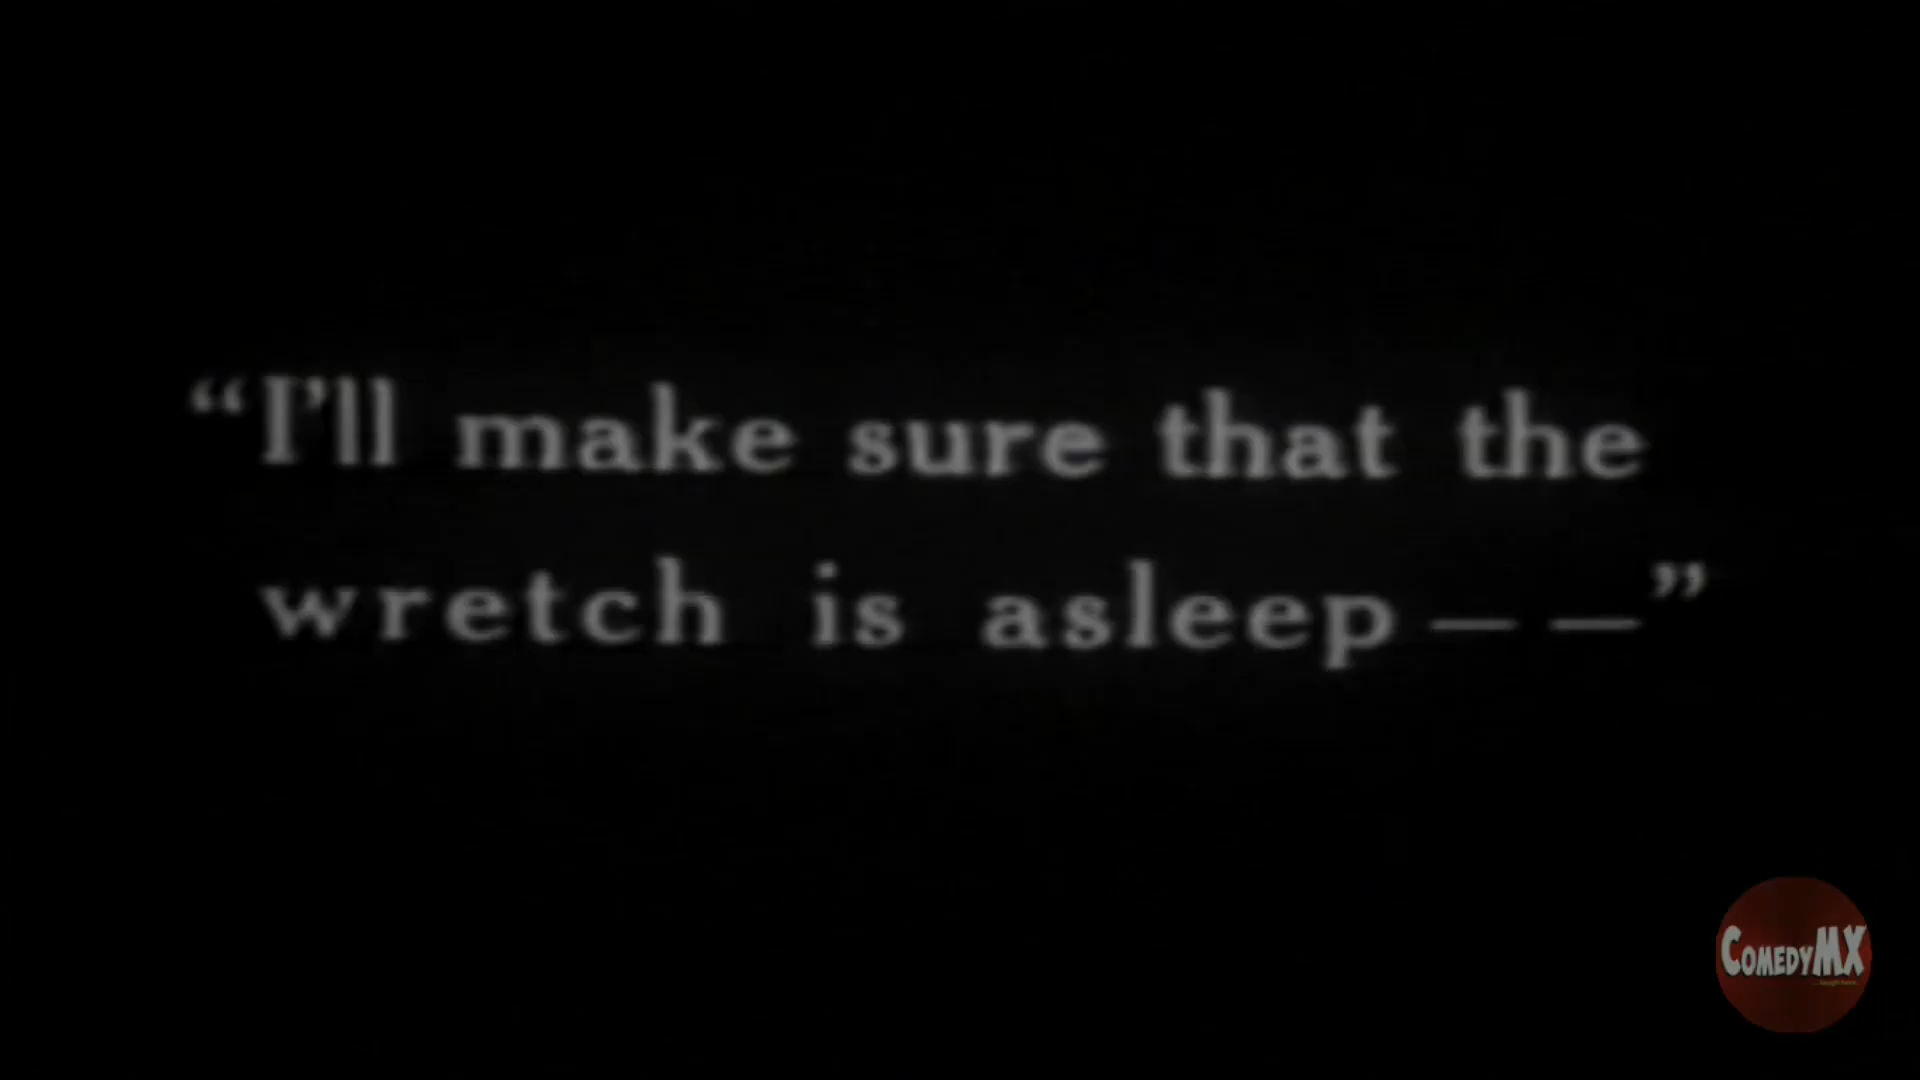 “I’ll make sure that the
wretch is asleep — —”
COMEDYMX